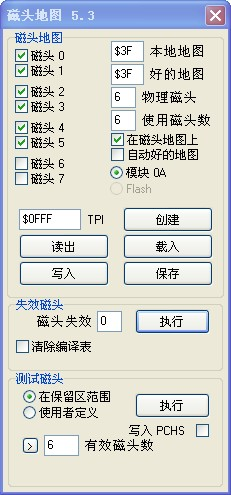 磁头地图 5.3
磁头地图
磁头 0
磁头 1
磁头 2
磁头 3
磁头 4
磁头 5
磁头 6
磁头 7
$3F 本地地图
$3F 好的地图
6 物理磁头
6 使用磁头数
在磁头地图上
自动好的地图
模块 0A
Flash
$0FFF TPI 创建
读出 载入
写入 保存
失效磁头
磁头失效 0 执行
清除编译表
测试磁头
在保留区范围
使用者定义
执行
写入 PCHS
> 6 有效磁头数